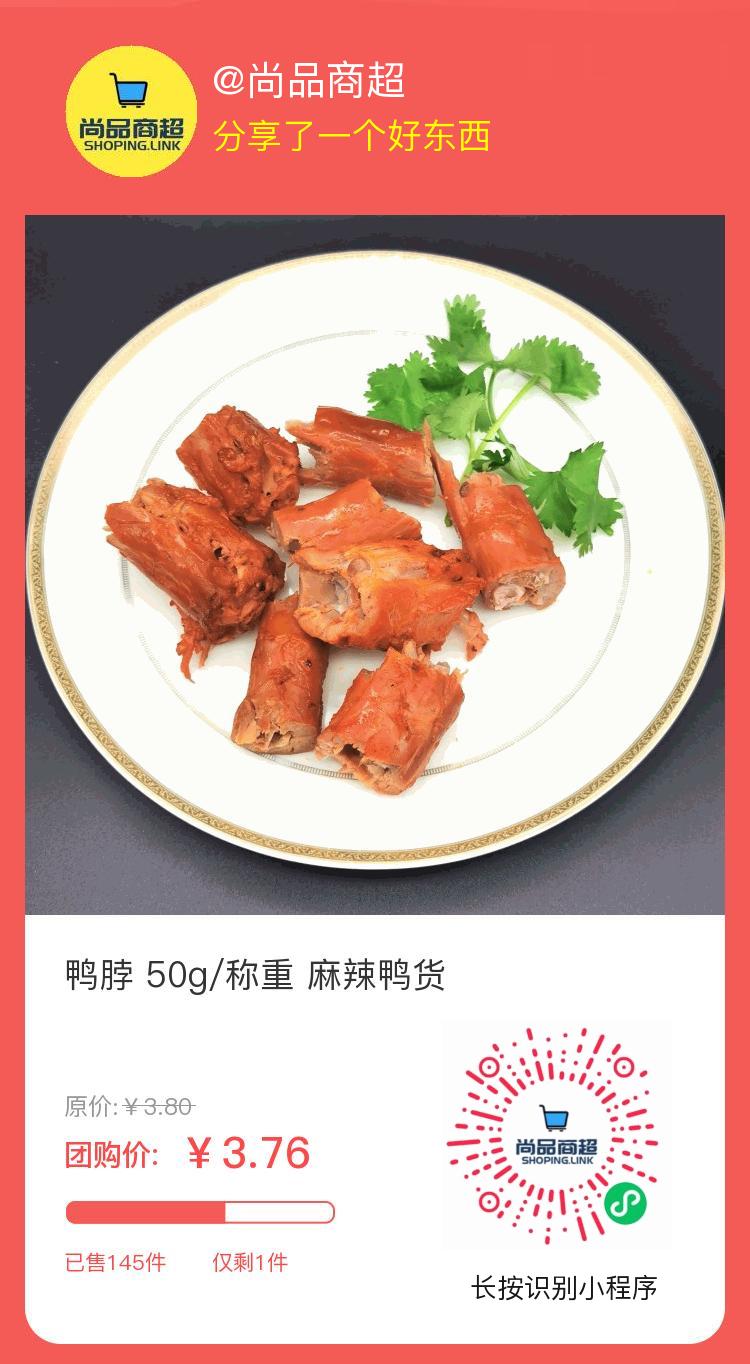 @尚品商超
分享了一个好东西
尚品商超
SHOPING.LINK
鸭脖 50g/称重 麻辣鸭货
原价:￥3.80
团购价: ￥3.76
已售145件 仅剩1件
尚品商超
SHOPING.LINK
长按识别小程序